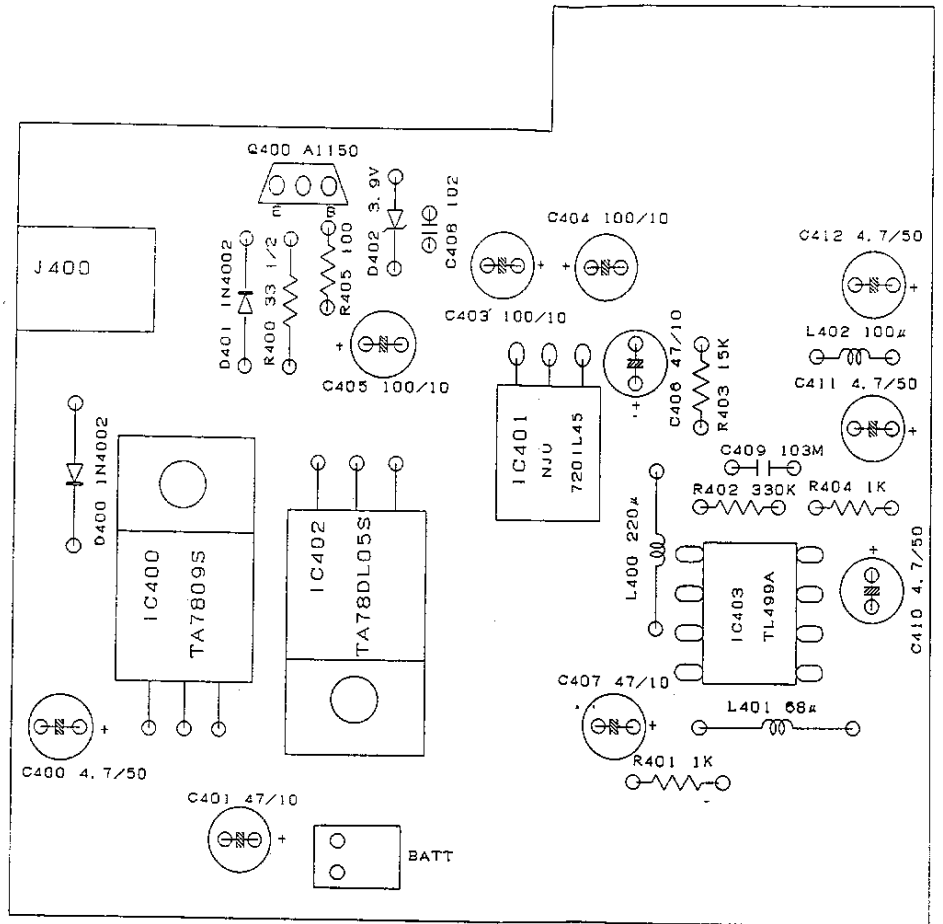 Q400 A1150
E
B
J400
D401 1N4002
R400 33 1/2
R405 100
D402 3.9V
C408 102
C404 100/10
C403 100/10
C405 100/10
C412 4.7/50
L402 100μ
C406 47/10
R403 15K
C411 4.7/50
IC401
NJU
7201L45
C409 103M
R402 330K
R404 1K
D400 1N4002
IC400
TA7809S
IC402
TA78DL05S
L400 220μ
IC403
TL499A
C410 4.7/50
C407 47/10
L401 68μ
C400 4.7/50
R401 1K
C401 47/10
BATT